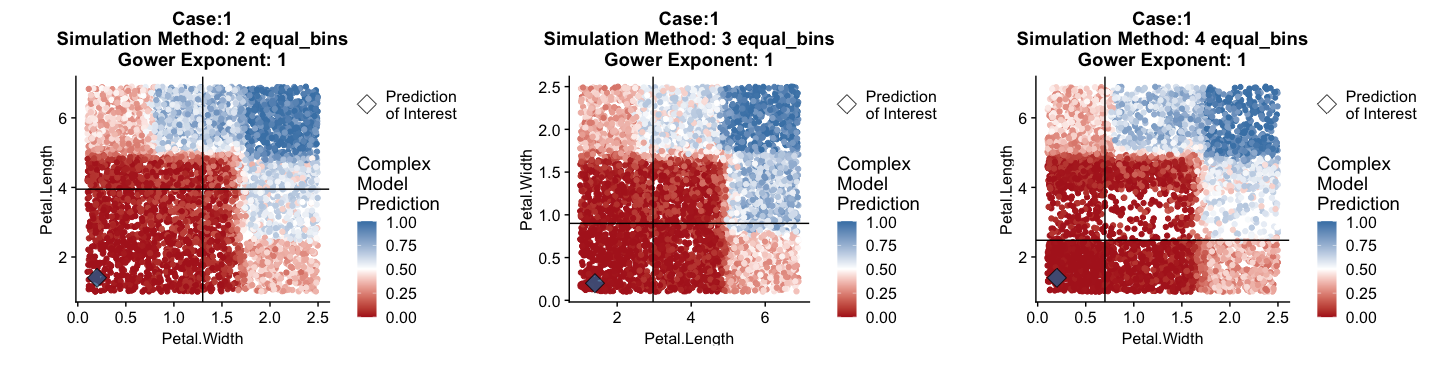 Case:1
Simulation Method: 2 equal_bins
Gower Exponent: 1
Petal.Length
6
4
2
0.0 0.5 1.0 1.5 2.0 2.5
Petal.Width
Prediction
of Interest
Complex
Model
Prediction
1.00
0.75
0.50
0.25
0.00
Case:1
Simulation Method: 3 equal_bins
Gower Exponent: 1
Petal.Width
2.5
2.0
1.5
1.0
0.5
0.0
2 4 6
Petal.Length
Prediction
of Interest
Complex
Model
Prediction
1.00
0.75
0.50
0.25
0.00
Case:1
Simulation Method: 4 equal_bins
Gower Exponent: 1
Petal.Length
6
4
2
0.0 0.5 1.0 1.5 2.0 2.5
Petal.Width
Prediction
of Interest
Complex
Model
Prediction
1.00
0.75
0.50
0.25
0.00